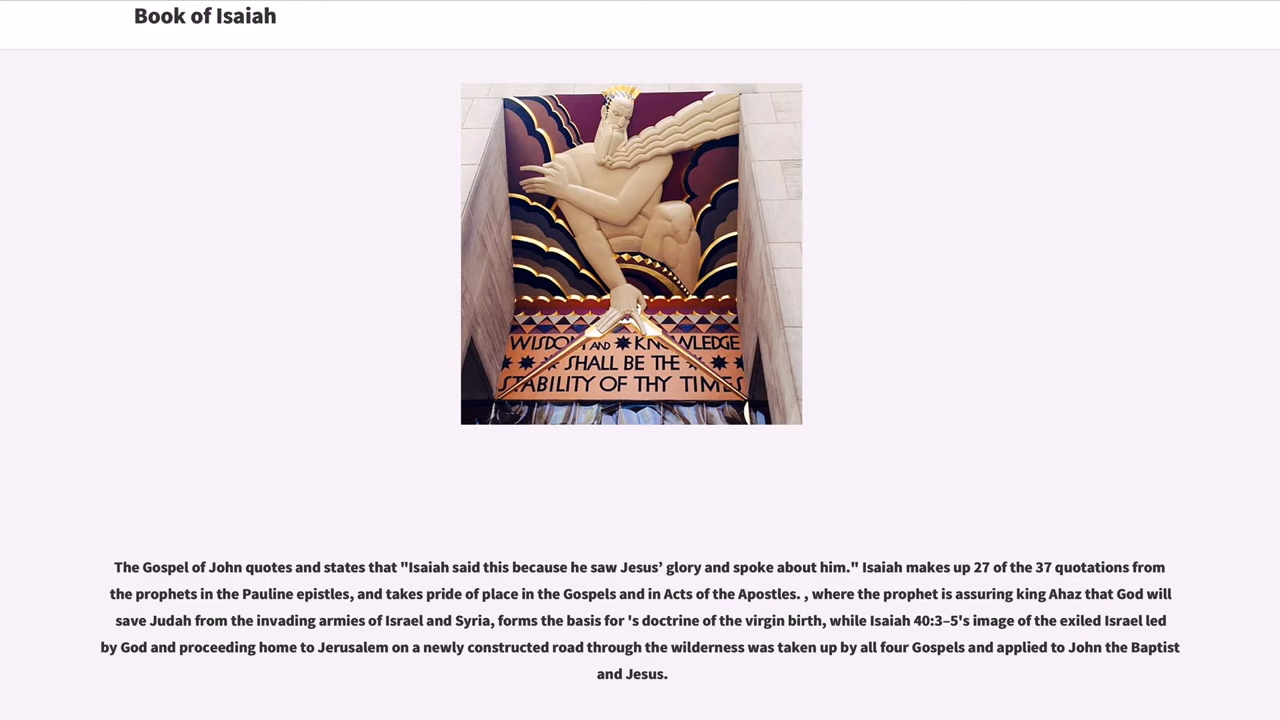 Book of Isaiah
WISDOM AND KNOWLEDGE
SHALL BE THE
STABILITY OF THY TIMES
The Gospel of John quotes and states that "Isaiah said this because he saw Jesus’ glory and spoke about him." Isaiah makes up 27 of the 37 quotations from
the prophets in the Pauline epistles, and takes pride of place in the Gospels and in Acts of the Apostles. , where the prophet is assuring king Ahaz that God will
save Judah from the invading armies of Israel and Syria, forms the basis for 's doctrine of the virgin birth, while Isaiah 40:3–5's image of the exiled Israel led
by God and proceeding home to Jerusalem on a newly constructed road through the wilderness was taken up by all four Gospels and applied to John the Baptist
and Jesus.